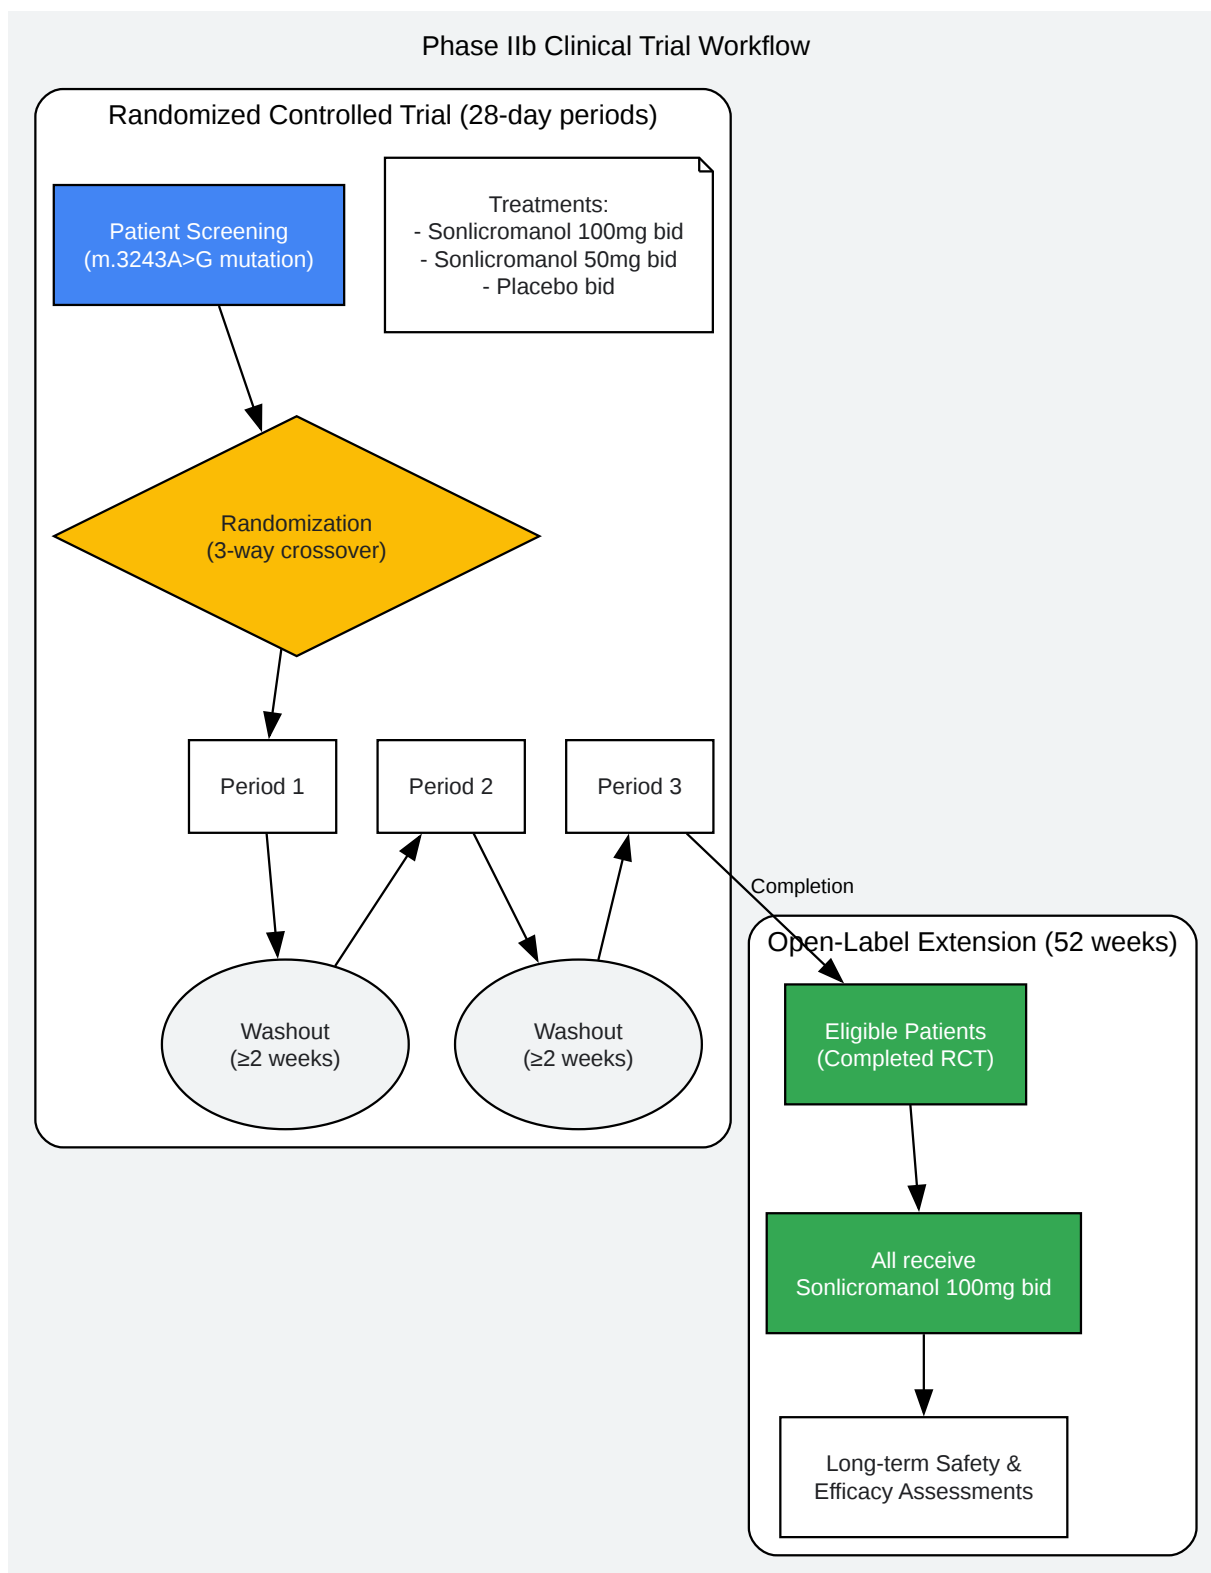 Phase IIb Clinical Trial Workflow
Randomized Controlled Trial (28-day periods)
Patient Screening
(m.3243A>G mutation)
Treatments:
- Sonlicromanol 100mg bid
- Sonlicromanol 50mg bid
- Placebo bid
Randomization
(3-way crossover)
Period 1
Period 2
Period 3
Completion
Washout
(≥2 weeks)
Washout
(≥2 weeks)
Open-Label Extension (52 weeks)
Eligible Patients
(Completed RCT)
All receive
Sonlicromanol 100mg bid
Long-term Safety &
Efficacy Assessments